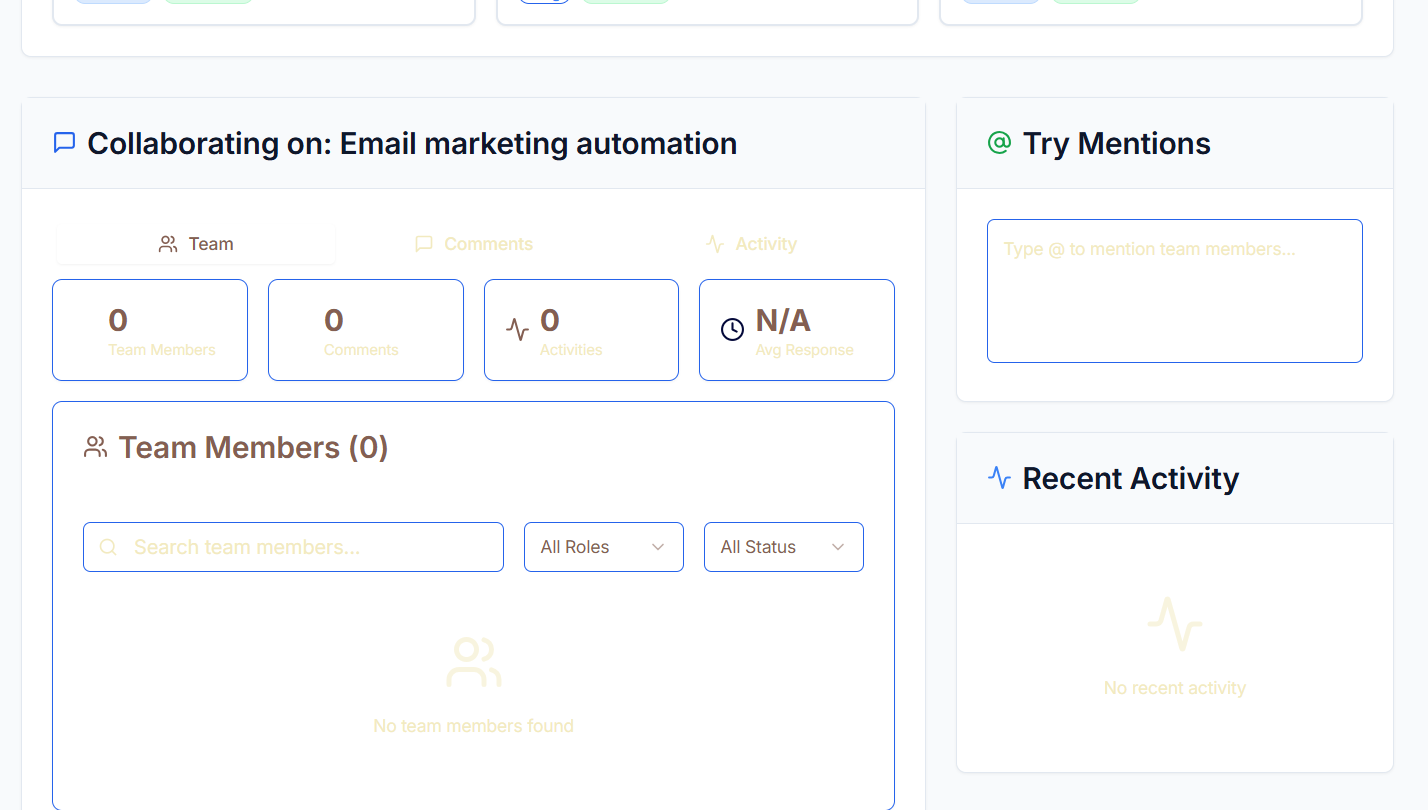 Collaborating on: Email marketing automation
Team
Comments
Activity
0
Team Members
0
Comments
0
Activities
N/A
Avg Response
Team Members (0)
Search team members...
All Roles
All Status
No team members found
Try Mentions
Type @ to mention team members...
Recent Activity
No recent activity